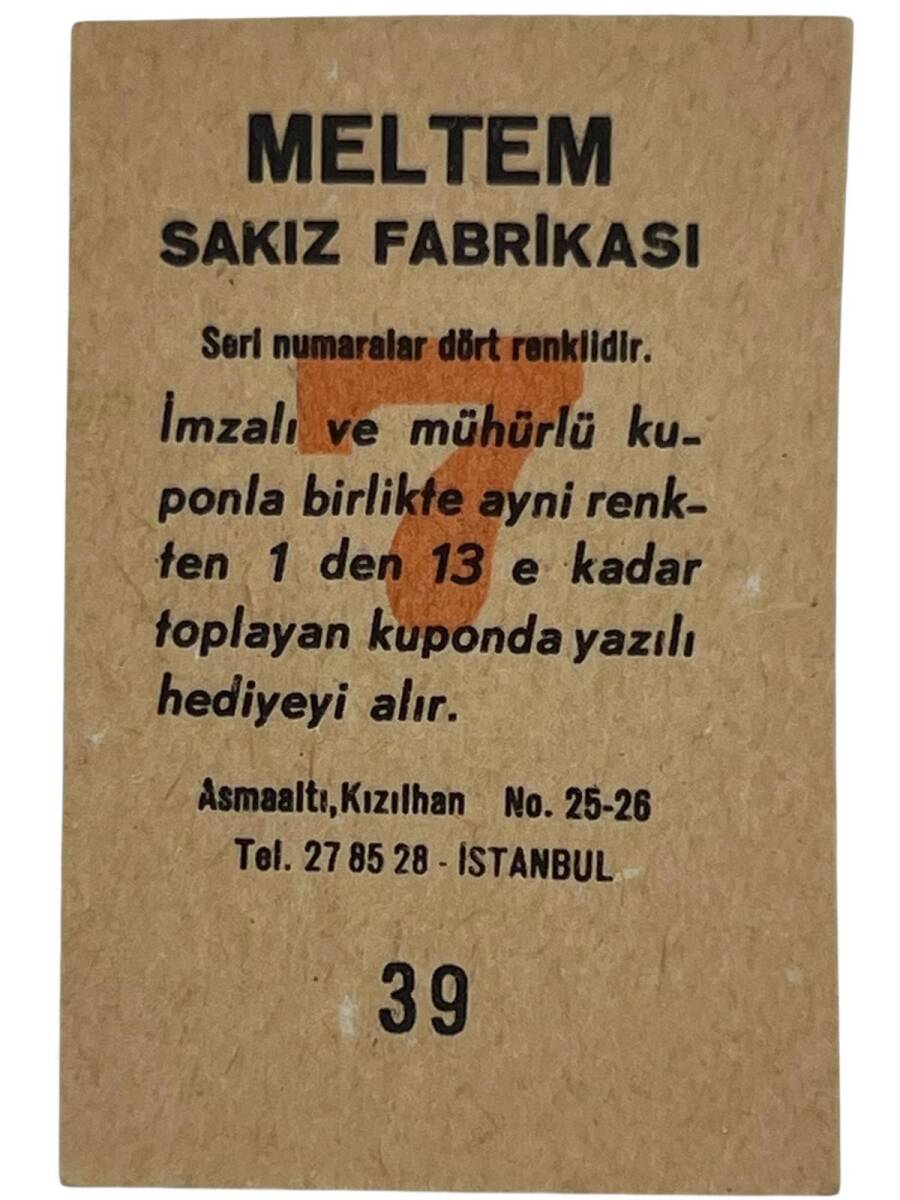 MELTEM
SAKIZ FABRİKASI
Seri numaralar dört renklidir.
7
İmzalı ve mühürlü ku-
ponla birlikte ayni renk-
ten 1 den 13 e kadar
toplayan kuponda yazılı
hediyeyi alır.
Asmaaltı,Kızılhan No. 25-26
Tel. 27 85 28 - İSTANBUL
39